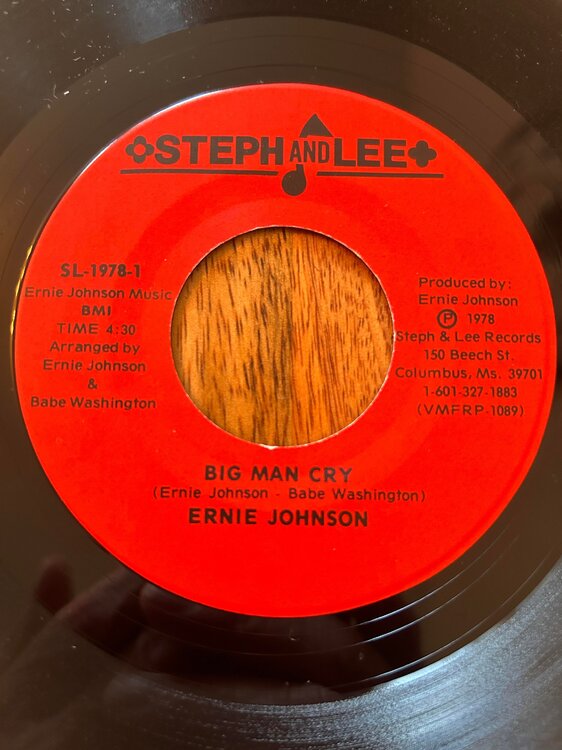 STEPH AND LEE
SL-1978-1
Ernie Johnson Music
BMI
TIME 4:30
Arranged by
Ernie Johnson
&
Babe Washington
Produced by:
Ernie Johnson
Ⓟ 1978
Steph & Lee Records
150 Beech St.
Columbus, Ms. 39701
1-601-327-1883
(VMFRP-1089)
BIG MAN CRY
(Ernie Johnson - Babe Washington)
ERNIE JOHNSON